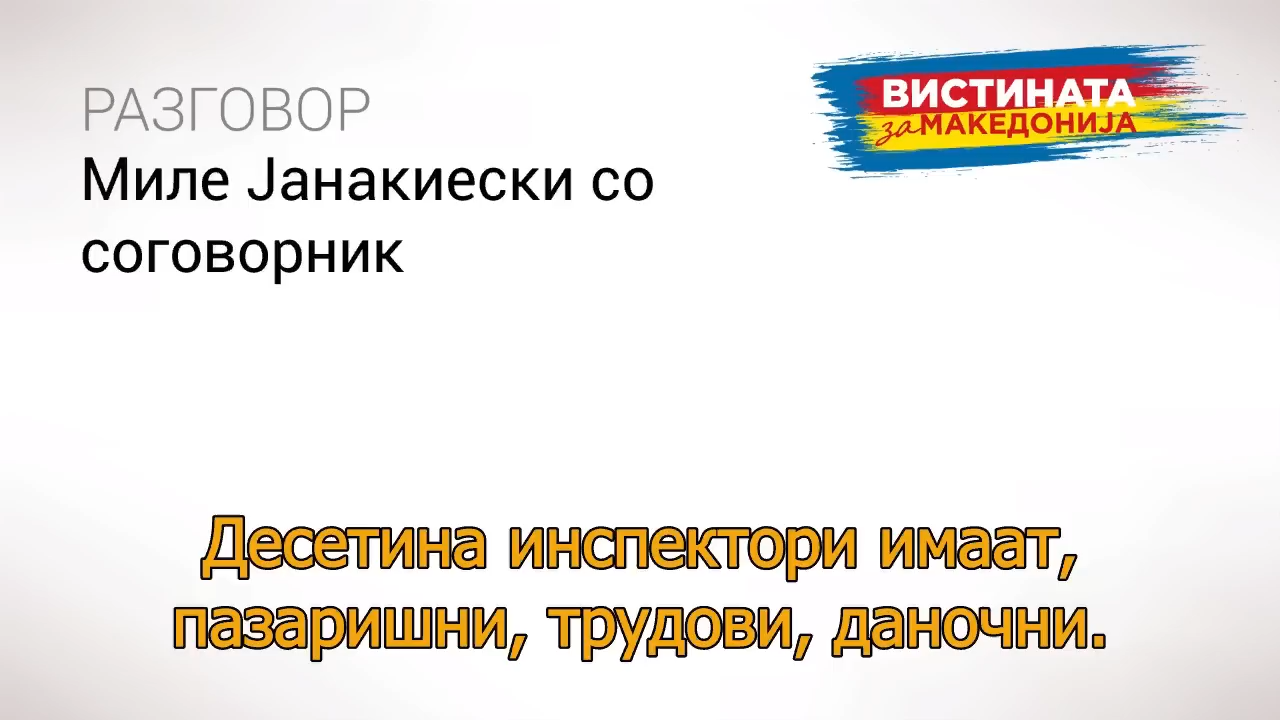 РАЗГОВОР
Миле Јанакиески со
соговорник
ВИСТИНАТА
за МАКЕДОНИЈА
Десетина инспектори имаат,
пазаришни, трудови, даночни.